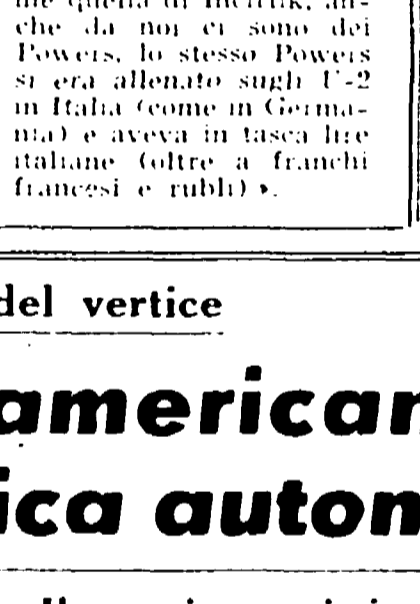 che da noi ci sono dei
Powers, lo stesso Powers
si era allenato sugli U-2
in Italia (come in Germa-
nia) e aveva in tasca lire
italiane (oltre a franchi
francesi e rubli) ».
del vertice
american
ica auton